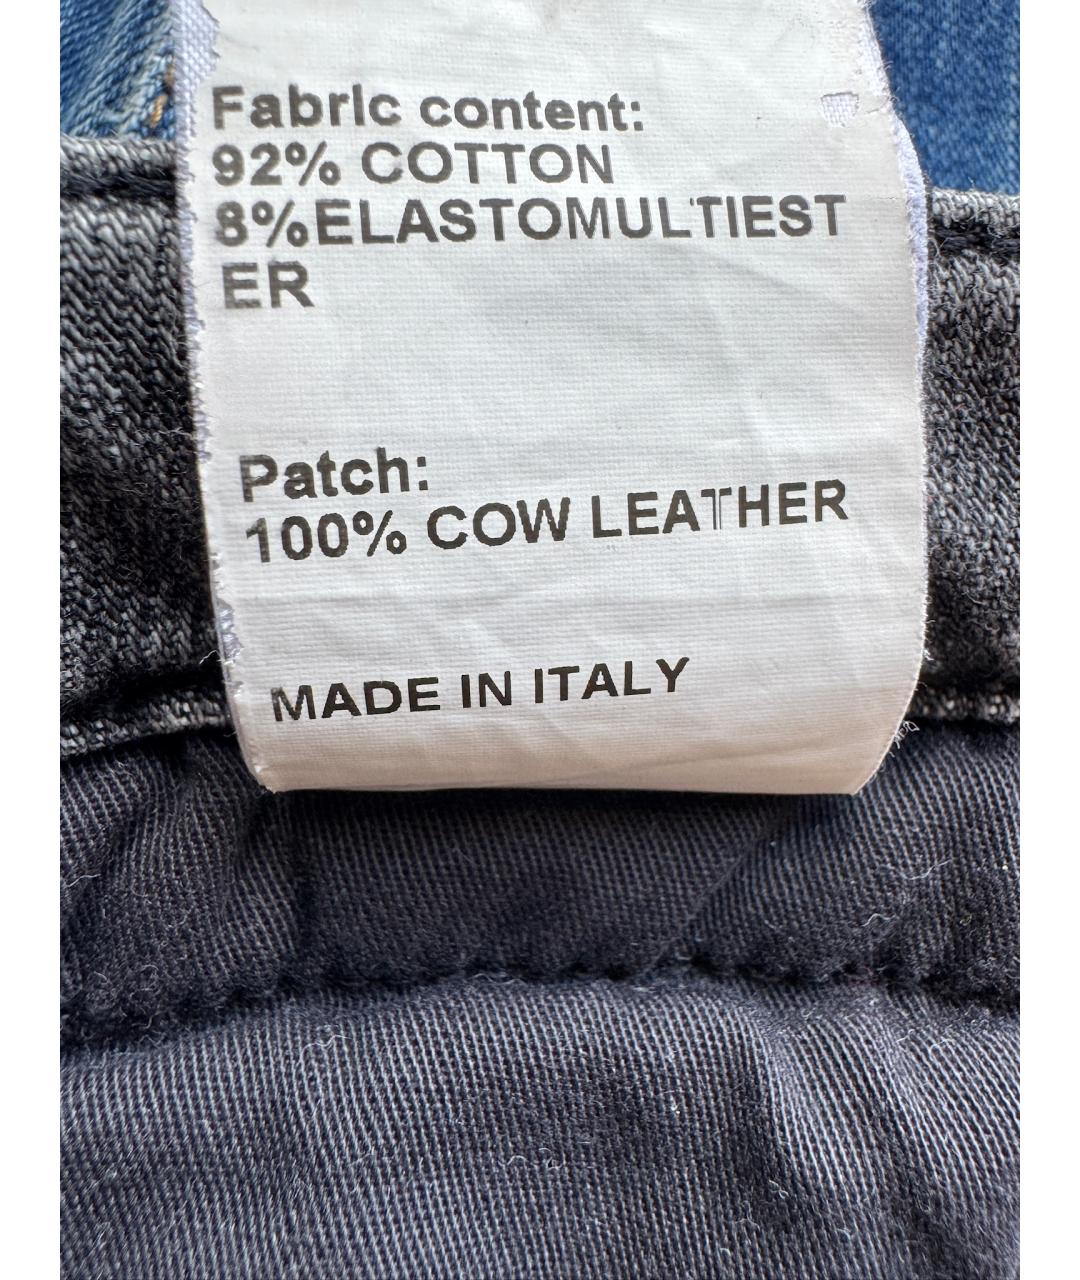 Fabric content:
92% COTTON
8%ELASTOMULTIEST
ER
Patch:
100% COW LEATHER
MADE IN ITALY